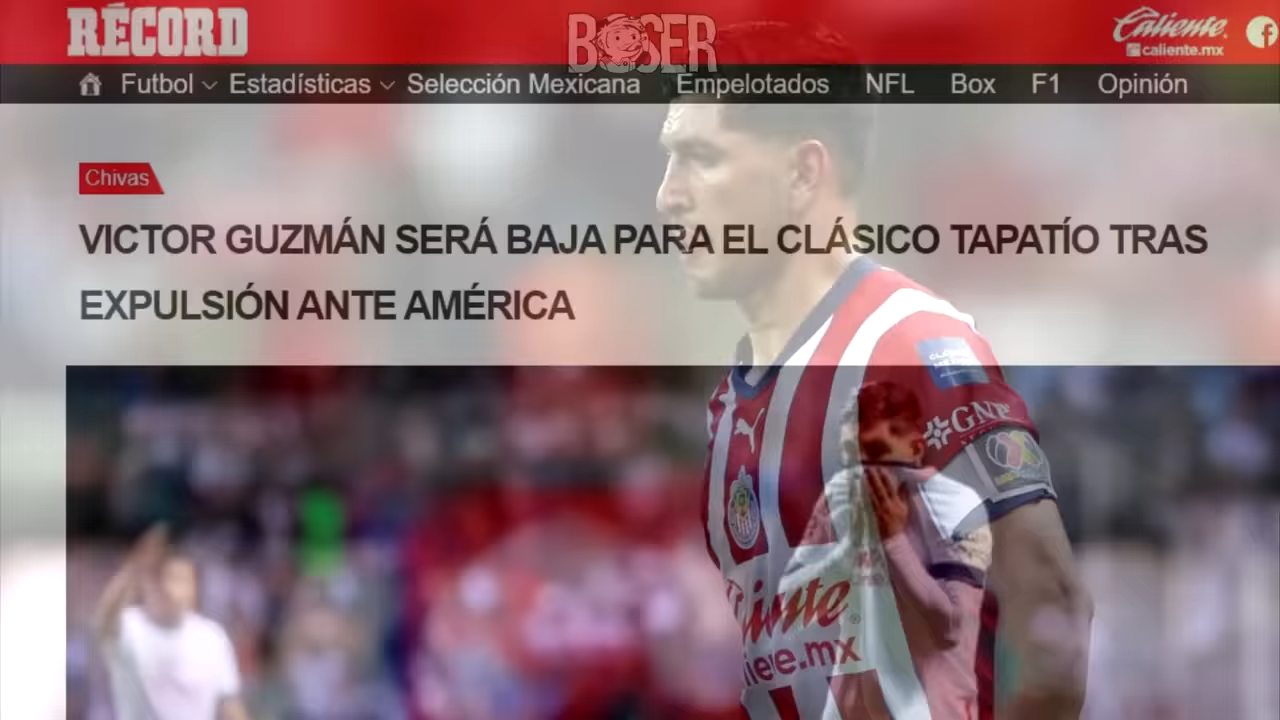 RÉCORD
BOSER
Caliente
caliente.mx
Futbol Estadísticas Selección Mexicana Empelotados NFL Box F1 Opinión
Chivas
VICTOR GUZMÁN SERÁ BAJA PARA EL CLÁSICO TAPATÍO TRAS
EXPULSIÓN ANTE AMÉRICA
GNP
Caliente
.mx